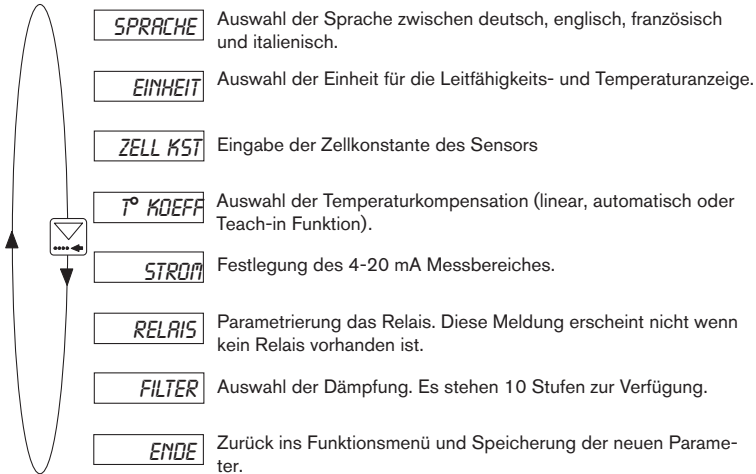 SPRACHE Auswahl der Sprache zwischen deutsch, englisch, französisch
und italienisch.
EINHEIT Auswahl der Einheit für die Leitfähigkeits- und Temperaturanzeige.
ZELL KST Eingabe der Zellkonstante des Sensors
T° KOEFF Auswahl der Temperaturkompensation (linear, automatisch oder
Teach-in Funktion).
STROM Festlegung des 4-20 mA Messbereiches.
RELAIS Parametrierung das Relais. Diese Meldung erscheint nicht wenn
kein Relais vorhanden ist.
FILTER Auswahl der Dämpfung. Es stehen 10 Stufen zur Verfügung.
ENDE Zurück ins Funktionsmenü und Speicherung der neuen Parame-
ter.